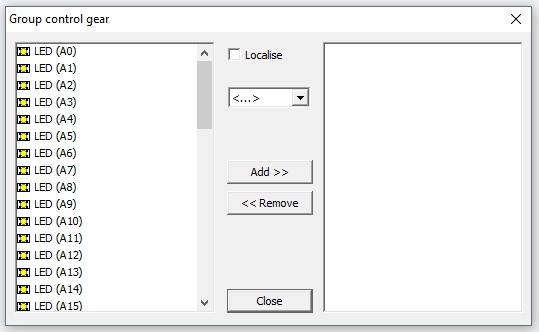 Group control gear
LED (A0)
LED (A1)
LED (A2)
LED (A3)
LED (A4)
LED (A5)
LED (A6)
LED (A7)
LED (A8)
LED (A9)
LED (A10)
LED (A11)
LED (A12)
LED (A13)
LED (A14)
LED (A15)
Localise
<...>
Add >>
<< Remove
Close